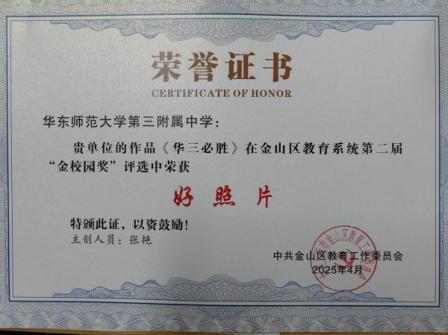 荣誉证书
CERTIFICATE OF HONOR
华东师范大学第三附属中学：
贵单位的作品《华三必胜》在金山区教育系统第二届
“金校园奖”评选中荣获
好照片
特颁此证，以资鼓励！
主创人员：张艳
中共金山区教育工作委员会
2025年4月